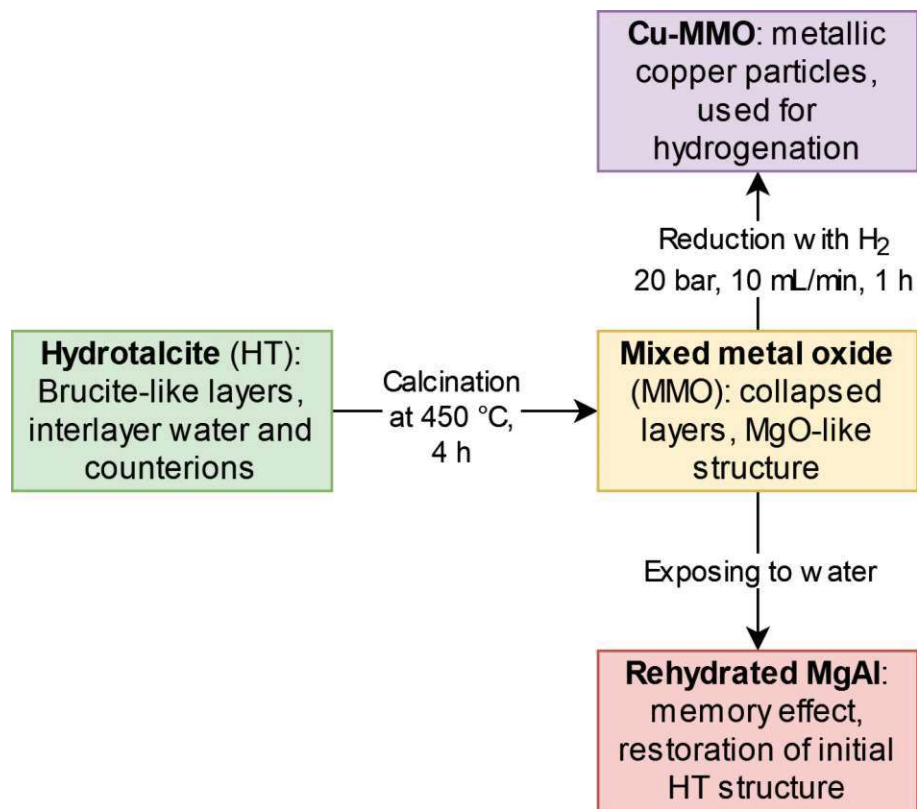 Cu-MMO: metallic
copper particles,
used for
hydrogenation
Reduction with H₂
20 bar, 10 mL/min, 1 h
Hydrotalcite (HT):
Brucite-like layers,
interlayer water and
counterions
Calcination
at 450 °C,
4 h
Mixed metal oxide
(MMO): collapsed
layers, MgO-like
structure
Exposing to water
Rehydrated MgAl:
memory effect,
restoration of initial
HT structure